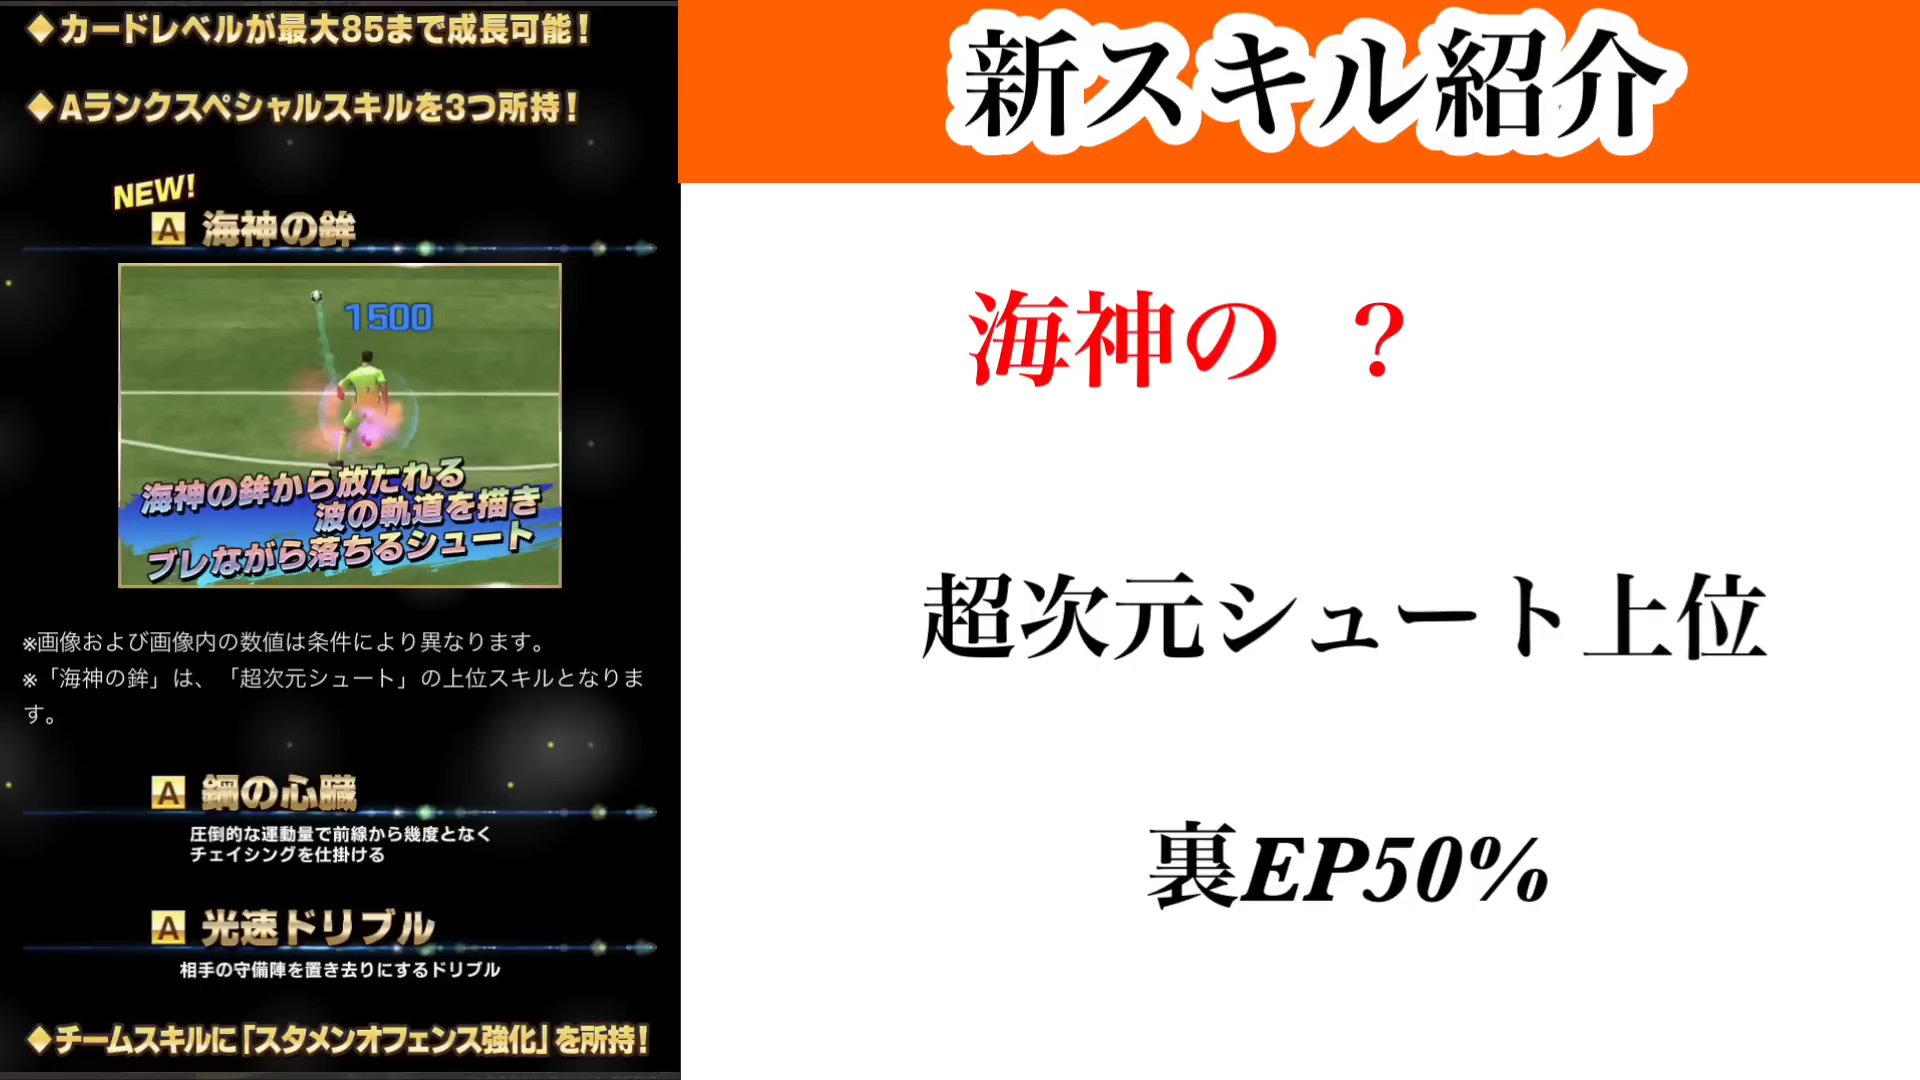 ◆カードレベルが最大85まで成長可能！
◆Aランクスペシャルスキルを3つ所持！
NEW!
A 海神の鉾
1500
海神の鉾から放たれる
波の軌道を描き
ブレながら落ちるシュート
※画像および画像内の数値は条件により異なります。
※「海神の鉾」は、「超次元シュート」の上位スキルとなりま
す。
A 鋼の心臓
圧倒的な運動量で前線から幾度となく
チェイシングを仕掛ける
A 光速ドリブル
相手の守備陣を置き去りにするドリブル
◆チームスキルに「スタメンオフェンス強化」を所持！
新スキル紹介
海神の ？
超次元シュート上位
裏EP50%